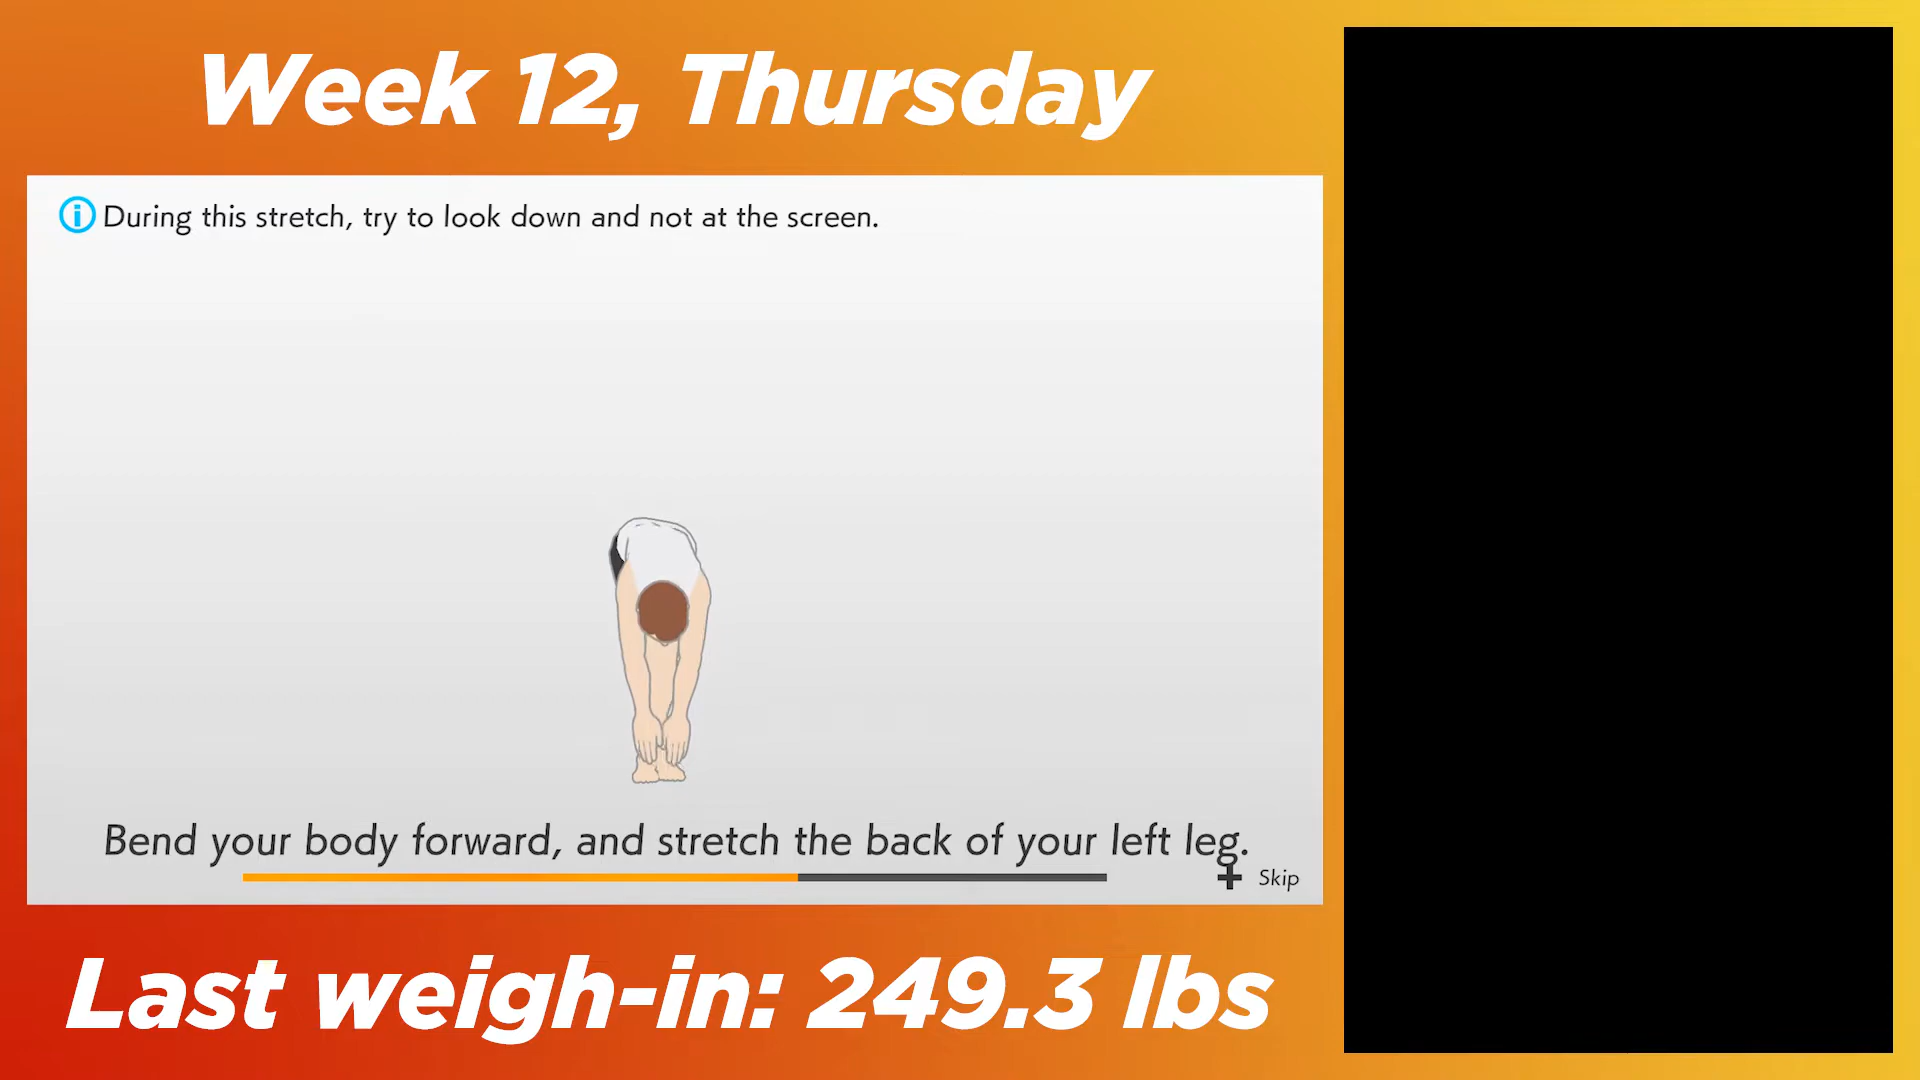 Week 12, Thursday
During this stretch, try to look down and not at the screen.
Bend your body forward, and stretch the back of your left leg.
Skip
Last weigh-in: 249.3 lbs